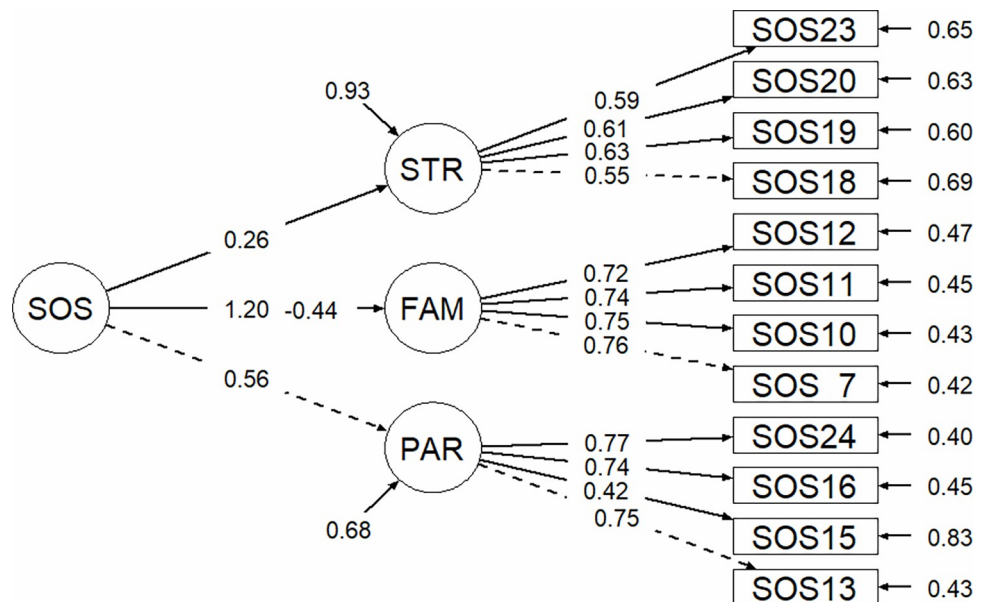 SOS23 0.65
0.59
SOS20 0.63
0.93
0.61
SOS19 0.60
0.63
STR
0.55
SOS18 0.69
SOS12 0.47
0.26
0.72
SOS11 0.45
0.74
SOS
1.20 -0.44
FAM
0.75
SOS10 0.43
0.76
SOS 7 0.42
0.56
SOS24 0.40
0.77
PAR
0.74
SOS16 0.45
0.42
0.75
0.68
SOS15 0.83
SOS13 0.43